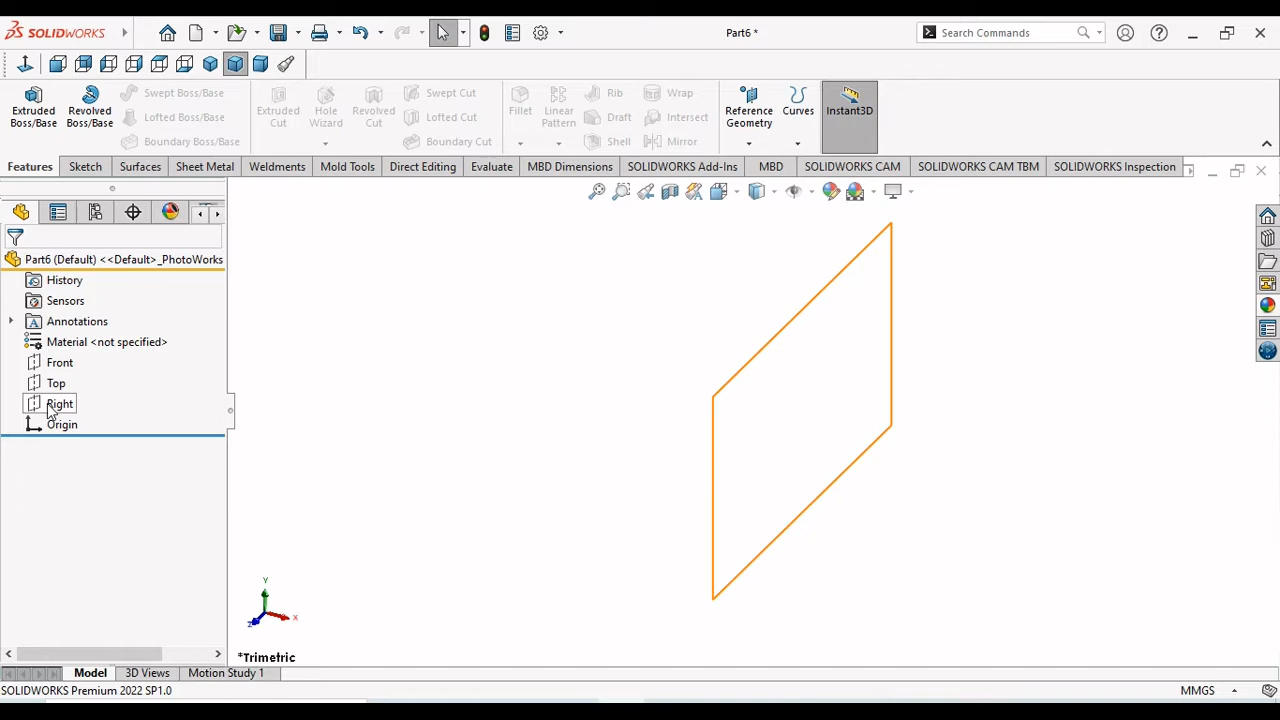 SOLIDWORKS
Part6 *
Search Commands
Extruded Boss/Base
Revolved Boss/Base
Swept Boss/Base
Lofted Boss/Base
Boundary Boss/Base
Extruded Cut
Hole Wizard
Revolved Cut
Swept Cut
Lofted Cut
Boundary Cut
Fillet
Linear Pattern
Rib
Draft
Shell
Wrap
Intersect
Mirror
Reference Geometry
Curves
Instant3D
Features
Sketch
Surfaces
Sheet Metal
Weldments
Mold Tools
Direct Editing
Evaluate
MBD Dimensions
SOLIDWORKS Add-Ins
MBD
SOLIDWORKS CAM
SOLIDWORKS CAM TBM
SOLIDWORKS Inspection
Part6 (Default) <<Default>_PhotoWorks
History
Sensors
Annotations
Material <not specified>
Front
Top
Right
Origin
Y
X
Z
*Trimetric
Model
3D Views
Motion Study 1
SOLIDWORKS Premium 2022 SP1.0
MMGS